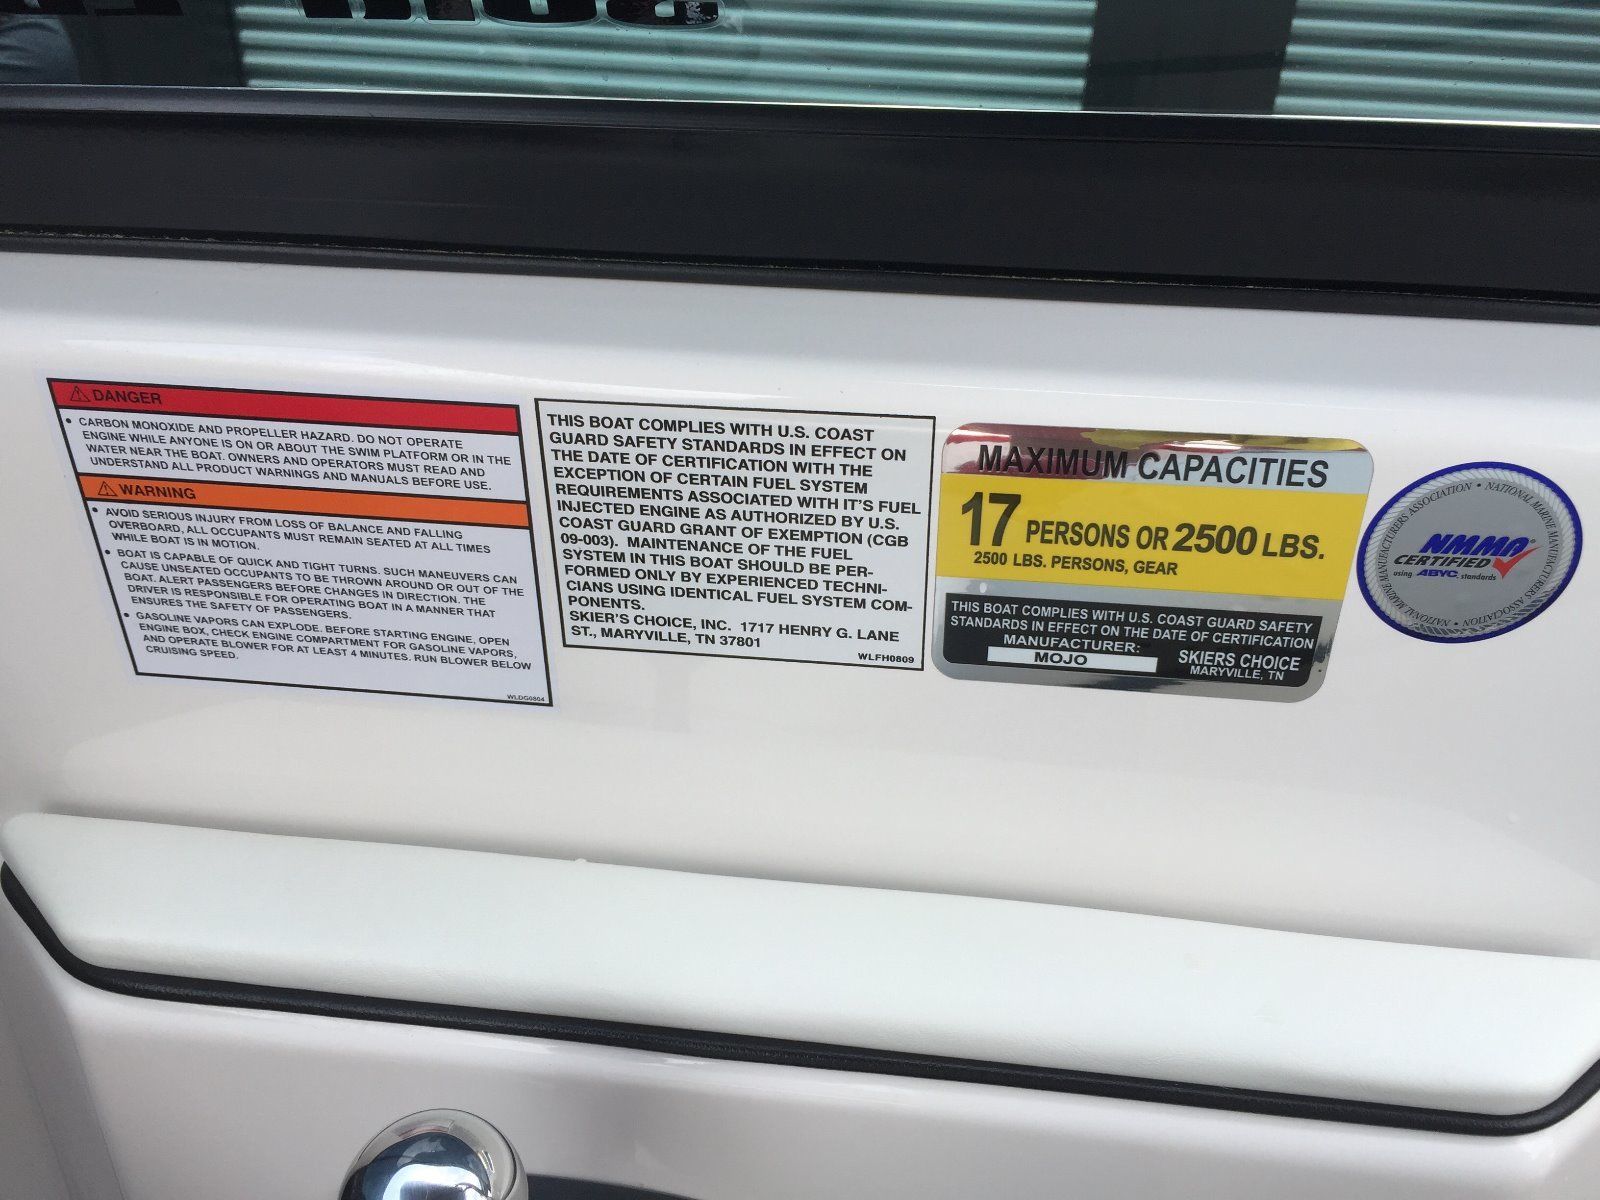 DANGER
• CARBON MONOXIDE AND PROPELLER HAZARD. DO NOT OPERATE
ENGINE WHILE ANYONE IS ON OR ABOUT THE SWIM PLATFORM OR IN THE
WATER NEAR THE BOAT. OWNERS AND OPERATORS MUST READ AND
UNDERSTAND ALL PRODUCT WARNINGS AND MANUALS BEFORE USE.
WARNING
• AVOID SERIOUS INJURY FROM LOSS OF BALANCE AND FALLING
OVERBOARD, ALL OCCUPANTS MUST REMAIN SEATED AT ALL TIMES
WHILE BOAT IS IN MOTION.
• BOAT IS CAPABLE OF QUICK AND TIGHT TURNS. SUCH MANEUVERS CAN
CAUSE UNSEATED OCCUPANTS TO BE THROWN AROUND OR OUT OF THE
BOAT. ALERT PASSENGERS BEFORE CHANGES IN DIRECTION. THE
DRIVER IS RESPONSIBLE FOR OPERATING BOAT IN A MANNER THAT
ENSURES THE SAFETY OF PASSENGERS.
• GASOLINE VAPORS CAN EXPLODE. BEFORE STARTING ENGINE, OPEN
ENGINE BOX, CHECK ENGINE COMPARTMENT FOR GASOLINE VAPORS,
AND OPERATE BLOWER FOR AT LEAST 4 MINUTES. RUN BLOWER BELOW
CRUISING SPEED.
WLDG0804
THIS BOAT COMPLIES WITH U.S. COAST
GUARD SAFETY STANDARDS IN EFFECT ON
THE DATE OF CERTIFICATION WITH THE
EXCEPTION OF CERTAIN FUEL SYSTEM
REQUIREMENTS ASSOCIATED WITH IT'S FUEL
INJECTED ENGINE AS AUTHORIZED BY U.S.
COAST GUARD GRANT OF EXEMPTION (CGB
09-003). MAINTENANCE OF THE FUEL
SYSTEM IN THIS BOAT SHOULD BE PER-
FORMED ONLY BY EXPERIENCED TECHNI-
CIANS USING IDENTICAL FUEL SYSTEM COM-
PONENTS.
SKIER'S CHOICE, INC. 1717 HENRY G. LANE
ST., MARYVILLE, TN 37801
WLFH0809
MAXIMUM CAPACITIES
17 PERSONS OR 2500 LBS.
2500 LBS. PERSONS, GEAR
THIS BOAT COMPLIES WITH U.S. COAST GUARD SAFETY
STANDARDS IN EFFECT ON THE DATE OF CERTIFICATION
MANUFACTURER:
MOJO
SKIERS CHOICE
MARYVILLE, TN
NATIONAL MARINE MANUFACTURERS ASSOCIATION • NATIONAL MARINE MANUFACTURERS ASSOCIATION •
NMMA®
CERTIFIED
using ABYC standards